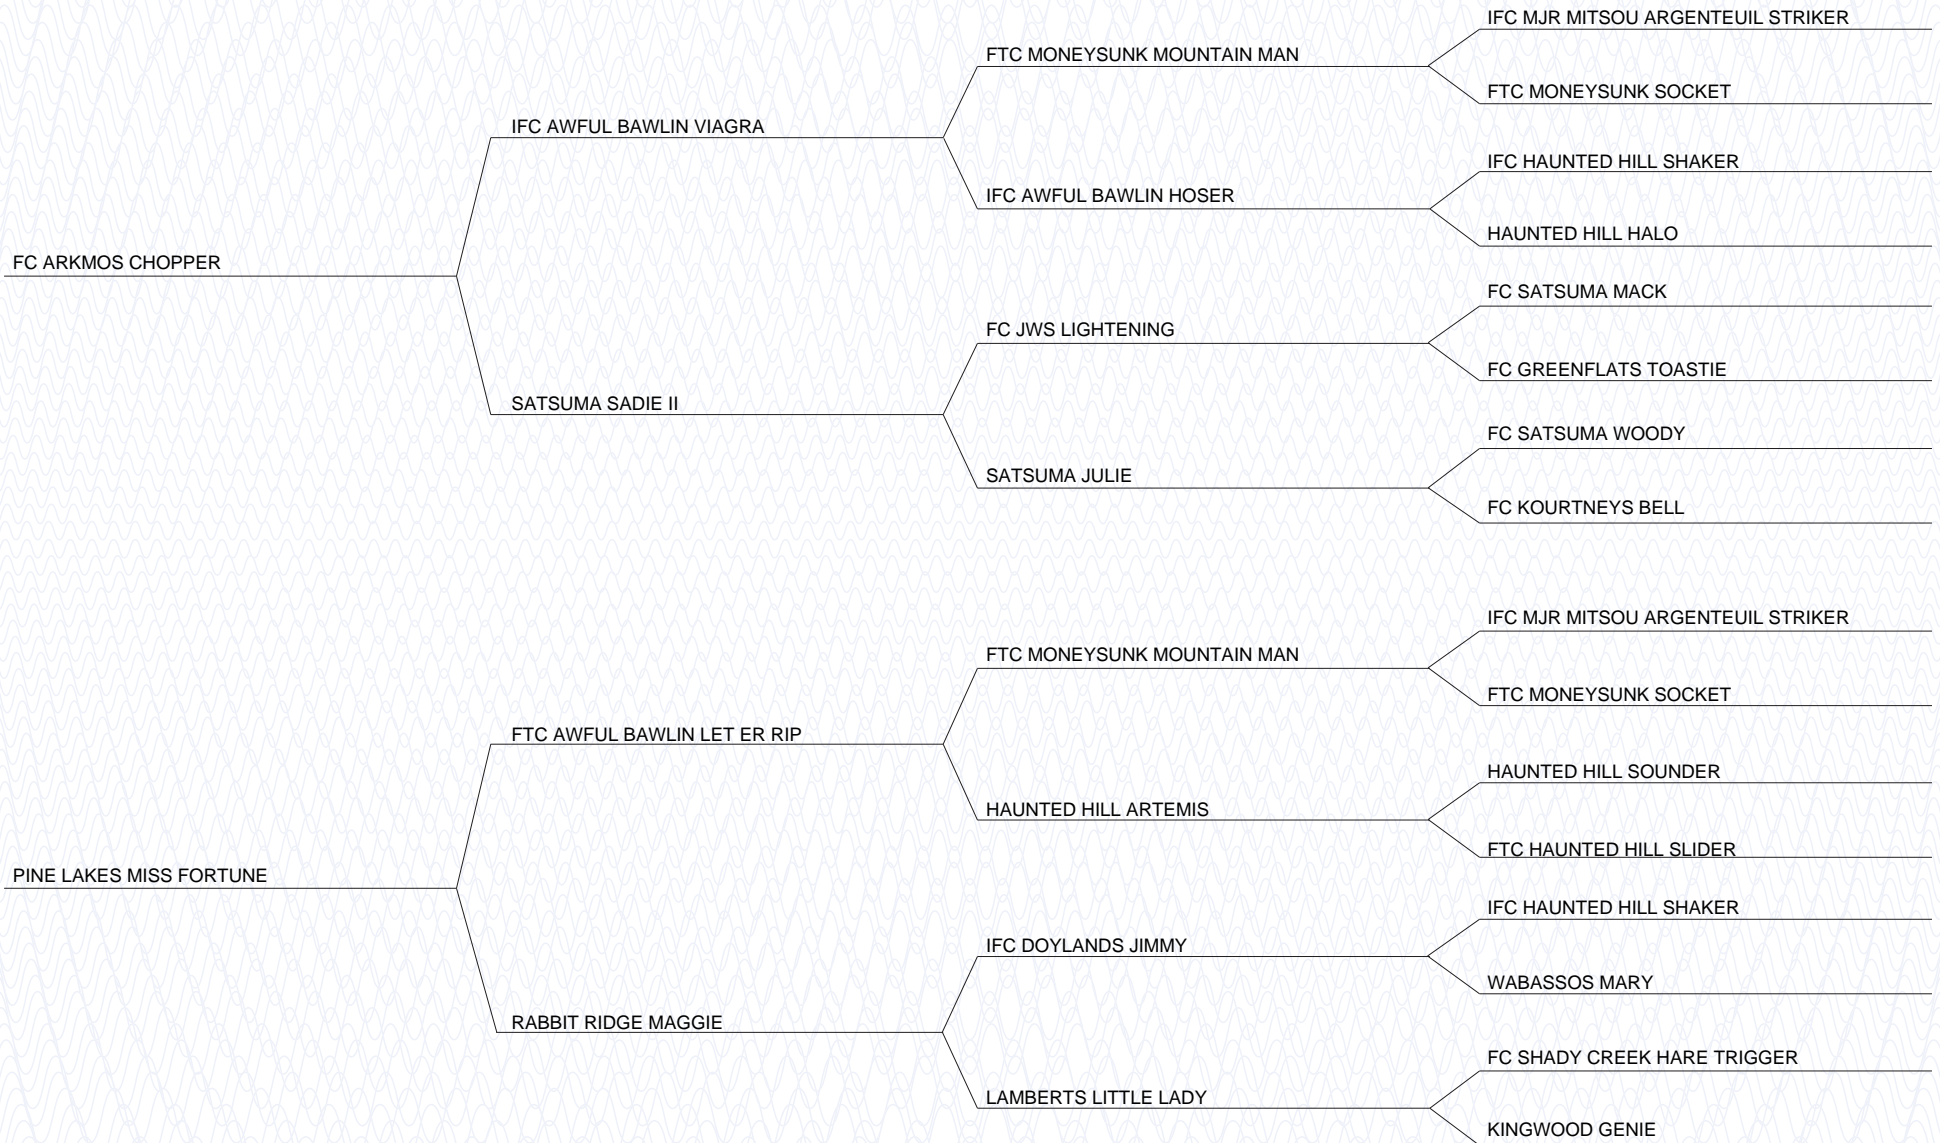 IFC MJR MITSOU ARGENTEUIL STRIKER
FTC MONEYSUNK MOUNTAIN MAN
FTC MONEYSUNK SOCKET
IFC AWFUL BAWLIN VIAGRA
IFC HAUNTED HILL SHAKER
IFC AWFUL BAWLIN HOSER
HAUNTED HILL HALO
FC ARKMOS CHOPPER
FC SATSUMA MACK
FC JWS LIGHTENING
FC GREENFLATS TOASTIE
SATSUMA SADIE II
FC SATSUMA WOODY
SATSUMA JULIE
FC KOURTNEYS BELL
IFC MJR MITSOU ARGENTEUIL STRIKER
FTC MONEYSUNK MOUNTAIN MAN
FTC MONEYSUNK SOCKET
FTC AWFUL BAWLIN LET ER RIP
HAUNTED HILL SOUNDER
HAUNTED HILL ARTEMIS
FTC HAUNTED HILL SLIDER
PINE LAKES MISS FORTUNE
IFC HAUNTED HILL SHAKER
IFC DOYLANDS JIMMY
WABASSOS MARY
RABBIT RIDGE MAGGIE
FC SHADY CREEK HARE TRIGGER
LAMBERTS LITTLE LADY
KINGWOOD GENIE